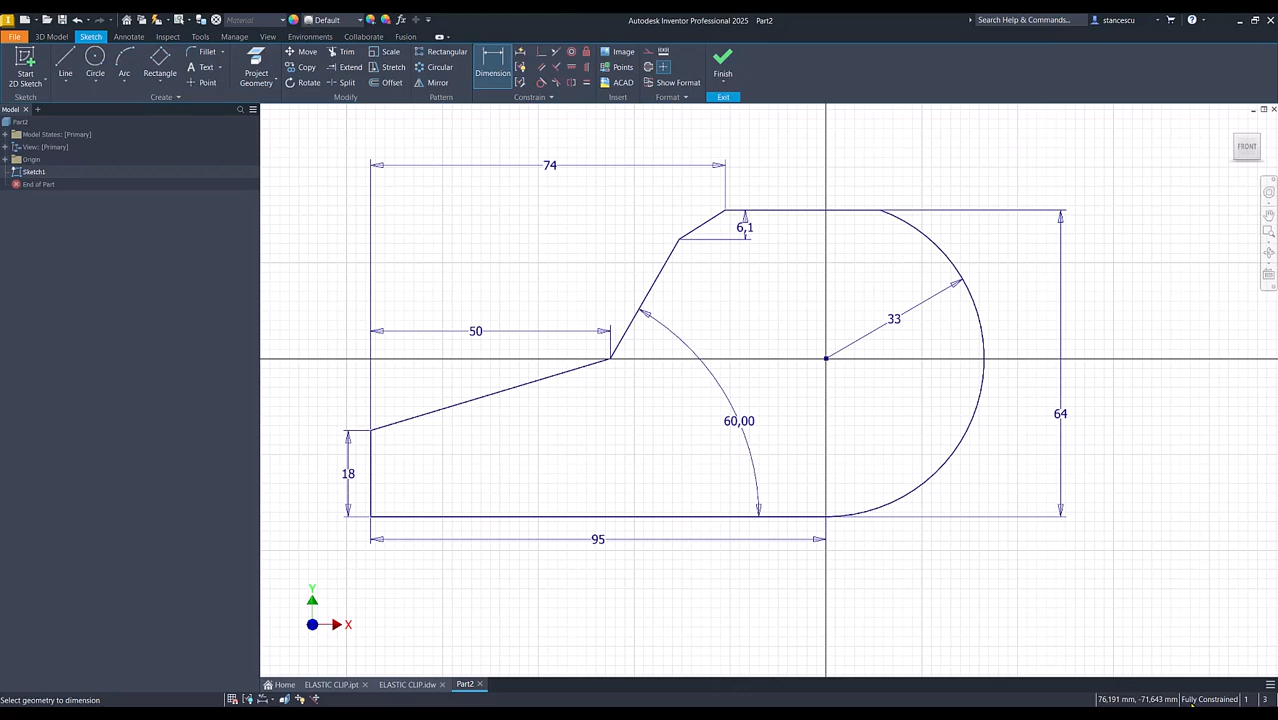 Material
Default
Autodesk Inventor Professional 2025 Part2
Search Help & Commands...
stancescu
File
3D Model
Sketch
Annotate
Inspect
Tools
Manage
View
Environments
Collaborate
Fusion
Start
2D Sketch
Line
Circle
Arc
Rectangle
Fillet
Text
Point
Project
Geometry
Move
Copy
Rotate
Trim
Extend
Split
Scale
Stretch
Offset
Rectangular
Circular
Mirror
Dimension
Image
Points
ACAD
Show Format
Finish
Sketch
Create
Modify
Pattern
Constrain
Insert
Format
Exit
Model
Part2
Model States: [Primary]
View: [Primary]
Origin
Sketch1
End of Part
FRONT
74
6,1
50
33
60,00
64
18
95
Y
X
Home
ELASTIC CLIP.ipt
ELASTIC CLIP.idw
Part2
Select geometry to dimension
76,191 mm, -71,643 mm
Fully Constrained
1
3